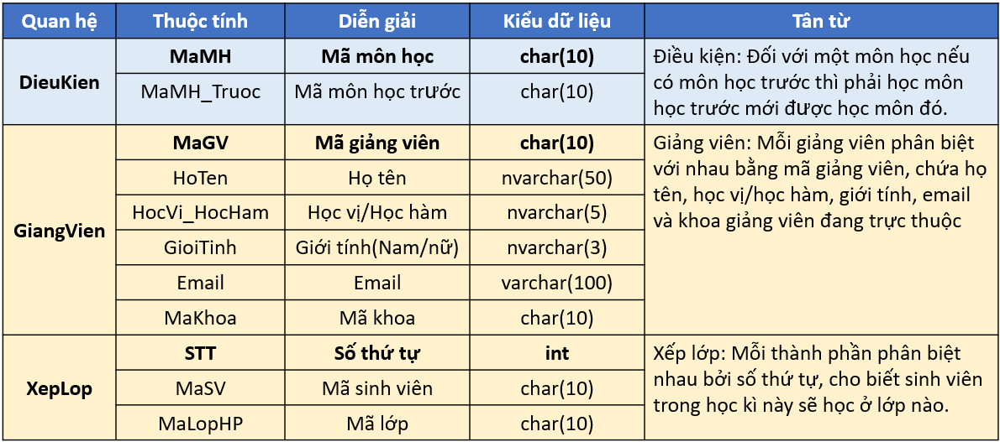 Quan hệ Thuộc tính Diễn giải Kiểu dữ liệu Tân từ
DieuKien
MaMH Mã môn học char(10)
MaMH_Truoc Mã môn học trước char(10)
Điều kiện: Đối với một môn học nếu
có môn học trước thì phải học môn
học trước mới được học môn đó.
GiangVien
MaGV Mã giảng viên char(10)
HoTen Họ tên nvarchar(50)
HocVi_HocHam Học vị/Học hàm nvarchar(5)
GioiTinh Giới tính(Nam/nữ) nvarchar(3)
Email Email varchar(100)
MaKhoa Mã khoa char(10)
Giảng viên: Mỗi giảng viên phân biệt
với nhau bằng mã giảng viên, chứa họ
tên, học vị/học hàm, giới tính, email
và khoa giảng viên đang trực thuộc
XepLop
STT Số thứ tự int
MaSV Mã sinh viên char(10)
MaLopHP Mã lớp char(10)
Xếp lớp: Mỗi thành phần phân biệt
nhau bởi số thứ tự, cho biết sinh viên
trong học kì này sẽ học ở lớp nào.